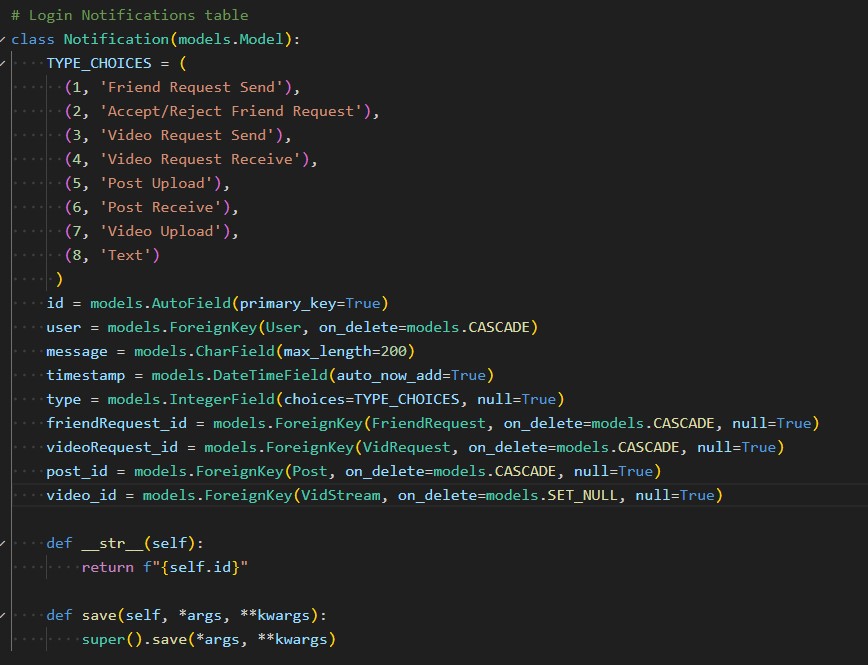 # Login Notifications table
class Notification(models.Model):
    TYPE_CHOICES = (
      (1, 'Friend Request Send'),
      (2, 'Accept/Reject Friend Request'),
      (3, 'Video Request Send'),
      (4, 'Video Request Receive'),
      (5, 'Post Upload'),
      (6, 'Post Receive'),
      (7, 'Video Upload'),
      (8, 'Text')
     )
    id = models.AutoField(primary_key=True)
    user = models.ForeignKey(User, on_delete=models.CASCADE)
    message = models.CharField(max_length=200)
    timestamp = models.DateTimeField(auto_now_add=True)
    type = models.IntegerField(choices=TYPE_CHOICES, null=True)
    friendRequest_id = models.ForeignKey(FriendRequest, on_delete=models.CASCADE, null=True)
    videoRequest_id = models.ForeignKey(VidRequest, on_delete=models.CASCADE, null=True)
    post_id = models.ForeignKey(Post, on_delete=models.CASCADE, null=True)
    video_id = models.ForeignKey(VidStream, on_delete=models.SET_NULL, null=True)
    def __str__(self):
        return f"{self.id}"
    def save(self, *args, **kwargs):
        super().save(*args, **kwargs)